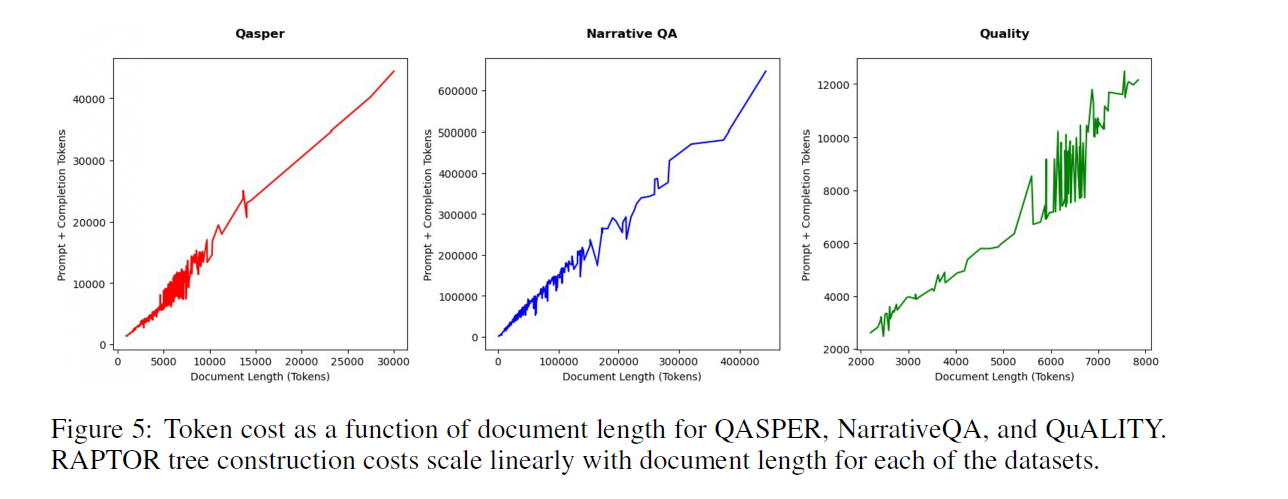 Qasper
Narrative QA
Quality
Prompt + Completion Tokens
40000
30000
20000
10000
0
0 5000 10000 15000 20000 25000 30000
Document Length (Tokens)
Prompt + Completion Tokens
600000
500000
400000
300000
200000
100000
0
0 100000 200000 300000 400000
Document Length (Tokens)
Prompt + Completion Tokens
12000
10000
8000
6000
4000
2000
2000 3000 4000 5000 6000 7000 8000
Document Length (Tokens)
Figure 5: Token cost as a function of document length for QASPER, NarrativeQA, and QuALITY.
RAPTOR tree construction costs scale linearly with document length for each of the datasets.